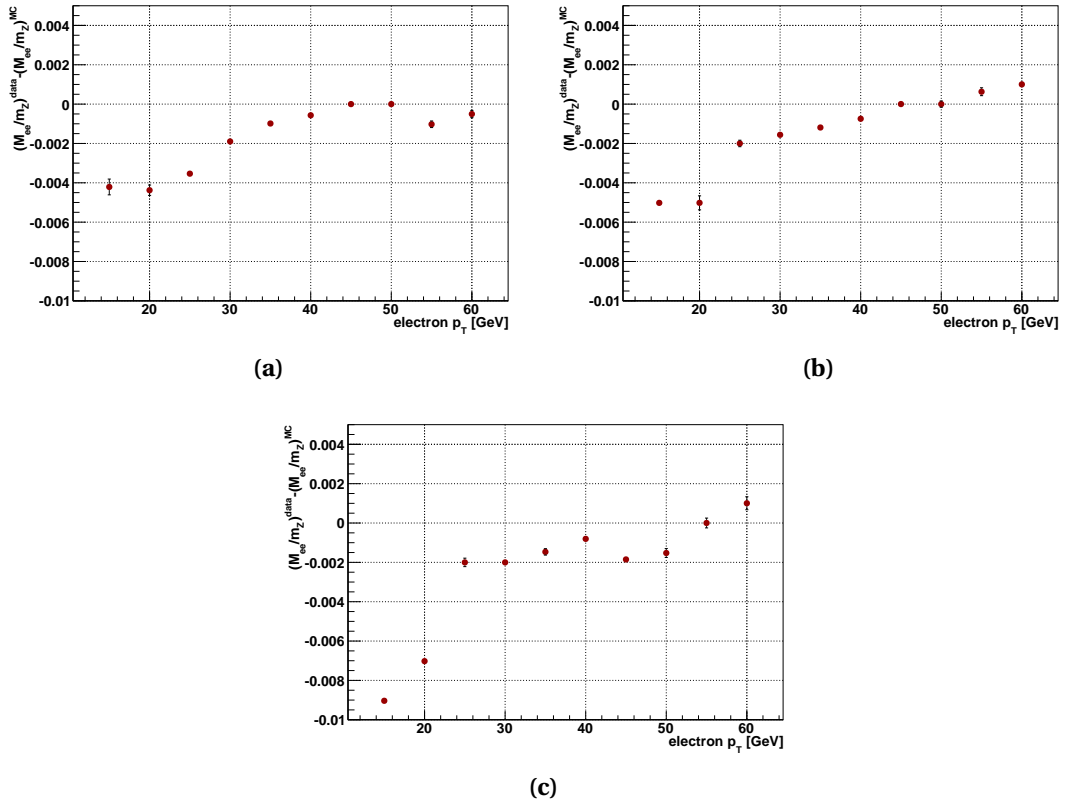 (M_ee/m_Z)^data-(M_ee/m_Z)^MC
0.004
0.002
0
-0.002
-0.004
-0.006
-0.008
-0.01
20 30 40 50 60
electron p_T [GeV]
(a)
(M_ee/m_Z)^data-(M_ee/m_Z)^MC
0.004
0.002
0
-0.002
-0.004
-0.006
-0.008
-0.01
20 30 40 50 60
electron p_T [GeV]
(b)
(M_ee/m_Z)^data-(M_ee/m_Z)^MC
0.004
0.002
0
-0.002
-0.004
-0.006
-0.008
-0.01
20 30 40 50 60
electron p_T [GeV]
(c)